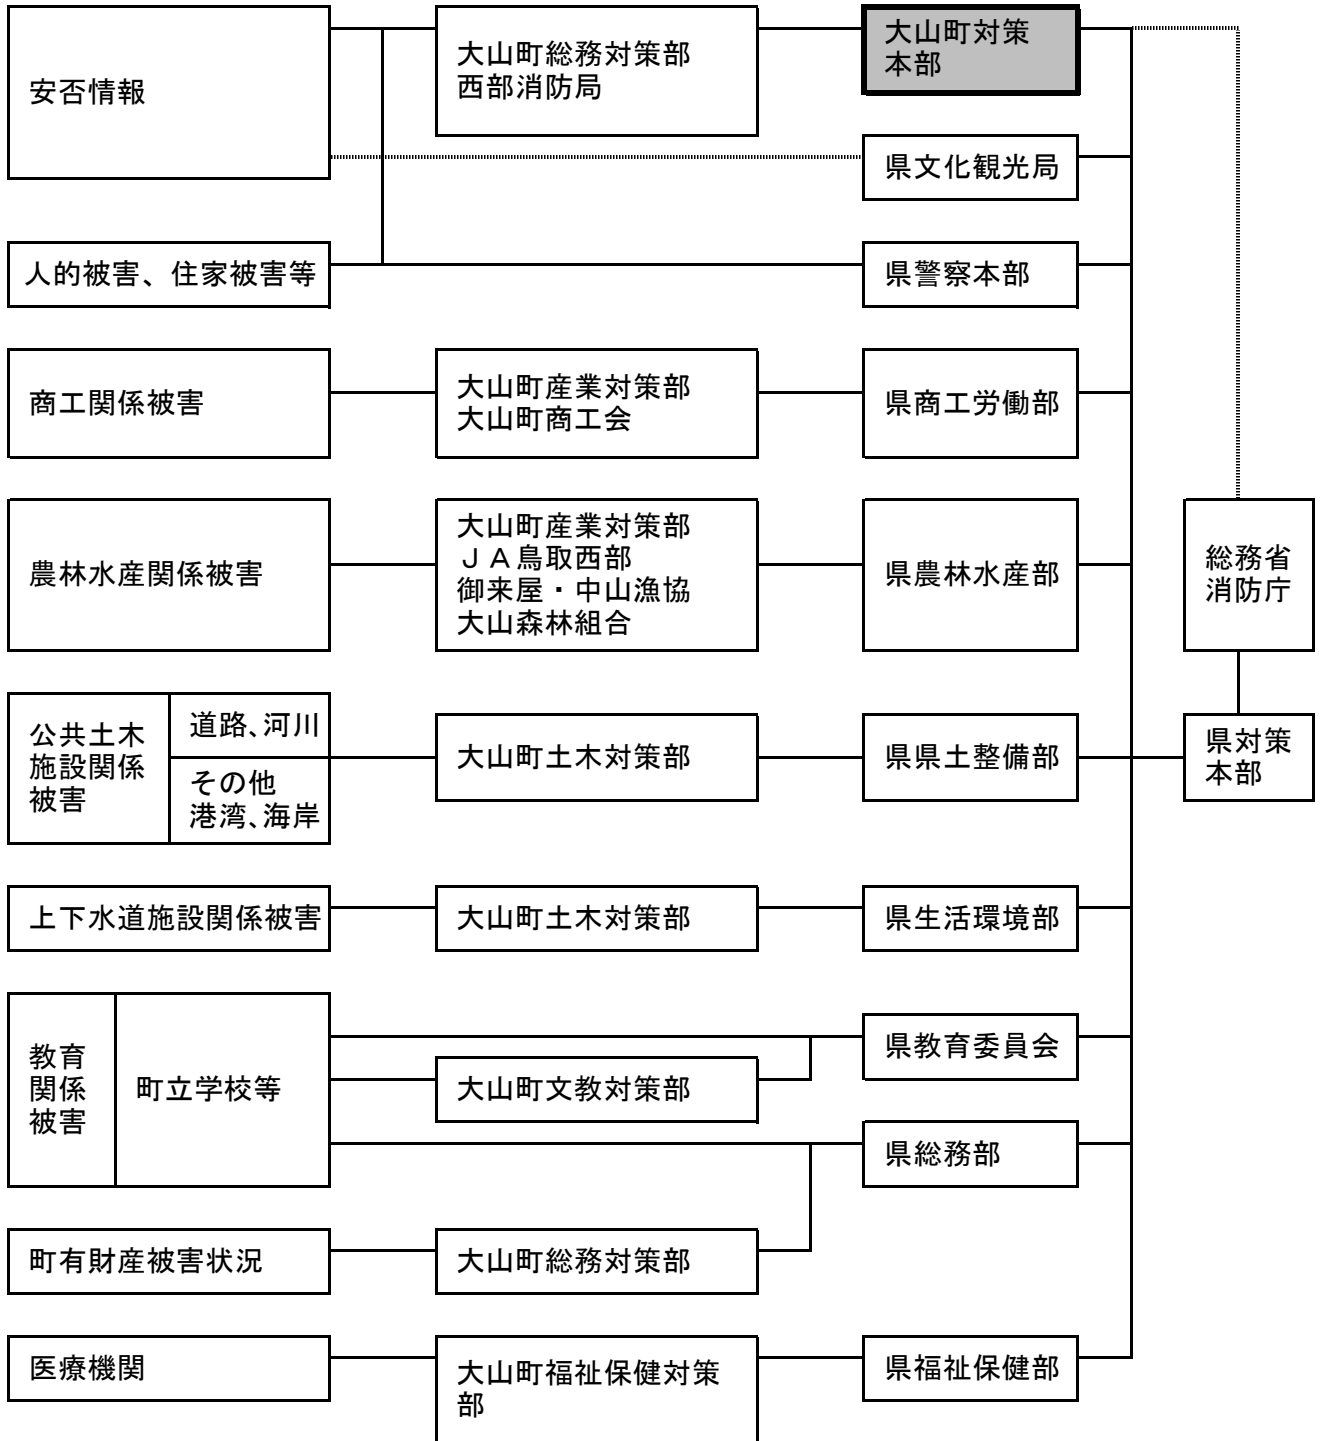 安否情報
大山町総務対策部
西部消防局
大山町対策
本部
県文化観光局
人的被害、住家被害等
県警察本部
商工関係被害
大山町産業対策部
大山町商工会
県商工労働部
農林水産関係被害
大山町産業対策部
ＪＡ鳥取西部
御来屋・中山漁協
大山森林組合
県農林水産部
総務省
消防庁
公共土木
施設関係
被害
道路、河川
その他
港湾、海岸
大山町土木対策部
県県土整備部
県対策
本部
上下水道施設関係被害
大山町土木対策部
県生活環境部
教育
関係
被害
町立学校等
大山町文教対策部
県教育委員会
県総務部
町有財産被害状況
大山町総務対策部
医療機関
大山町福祉保健対策
部
県福祉保健部